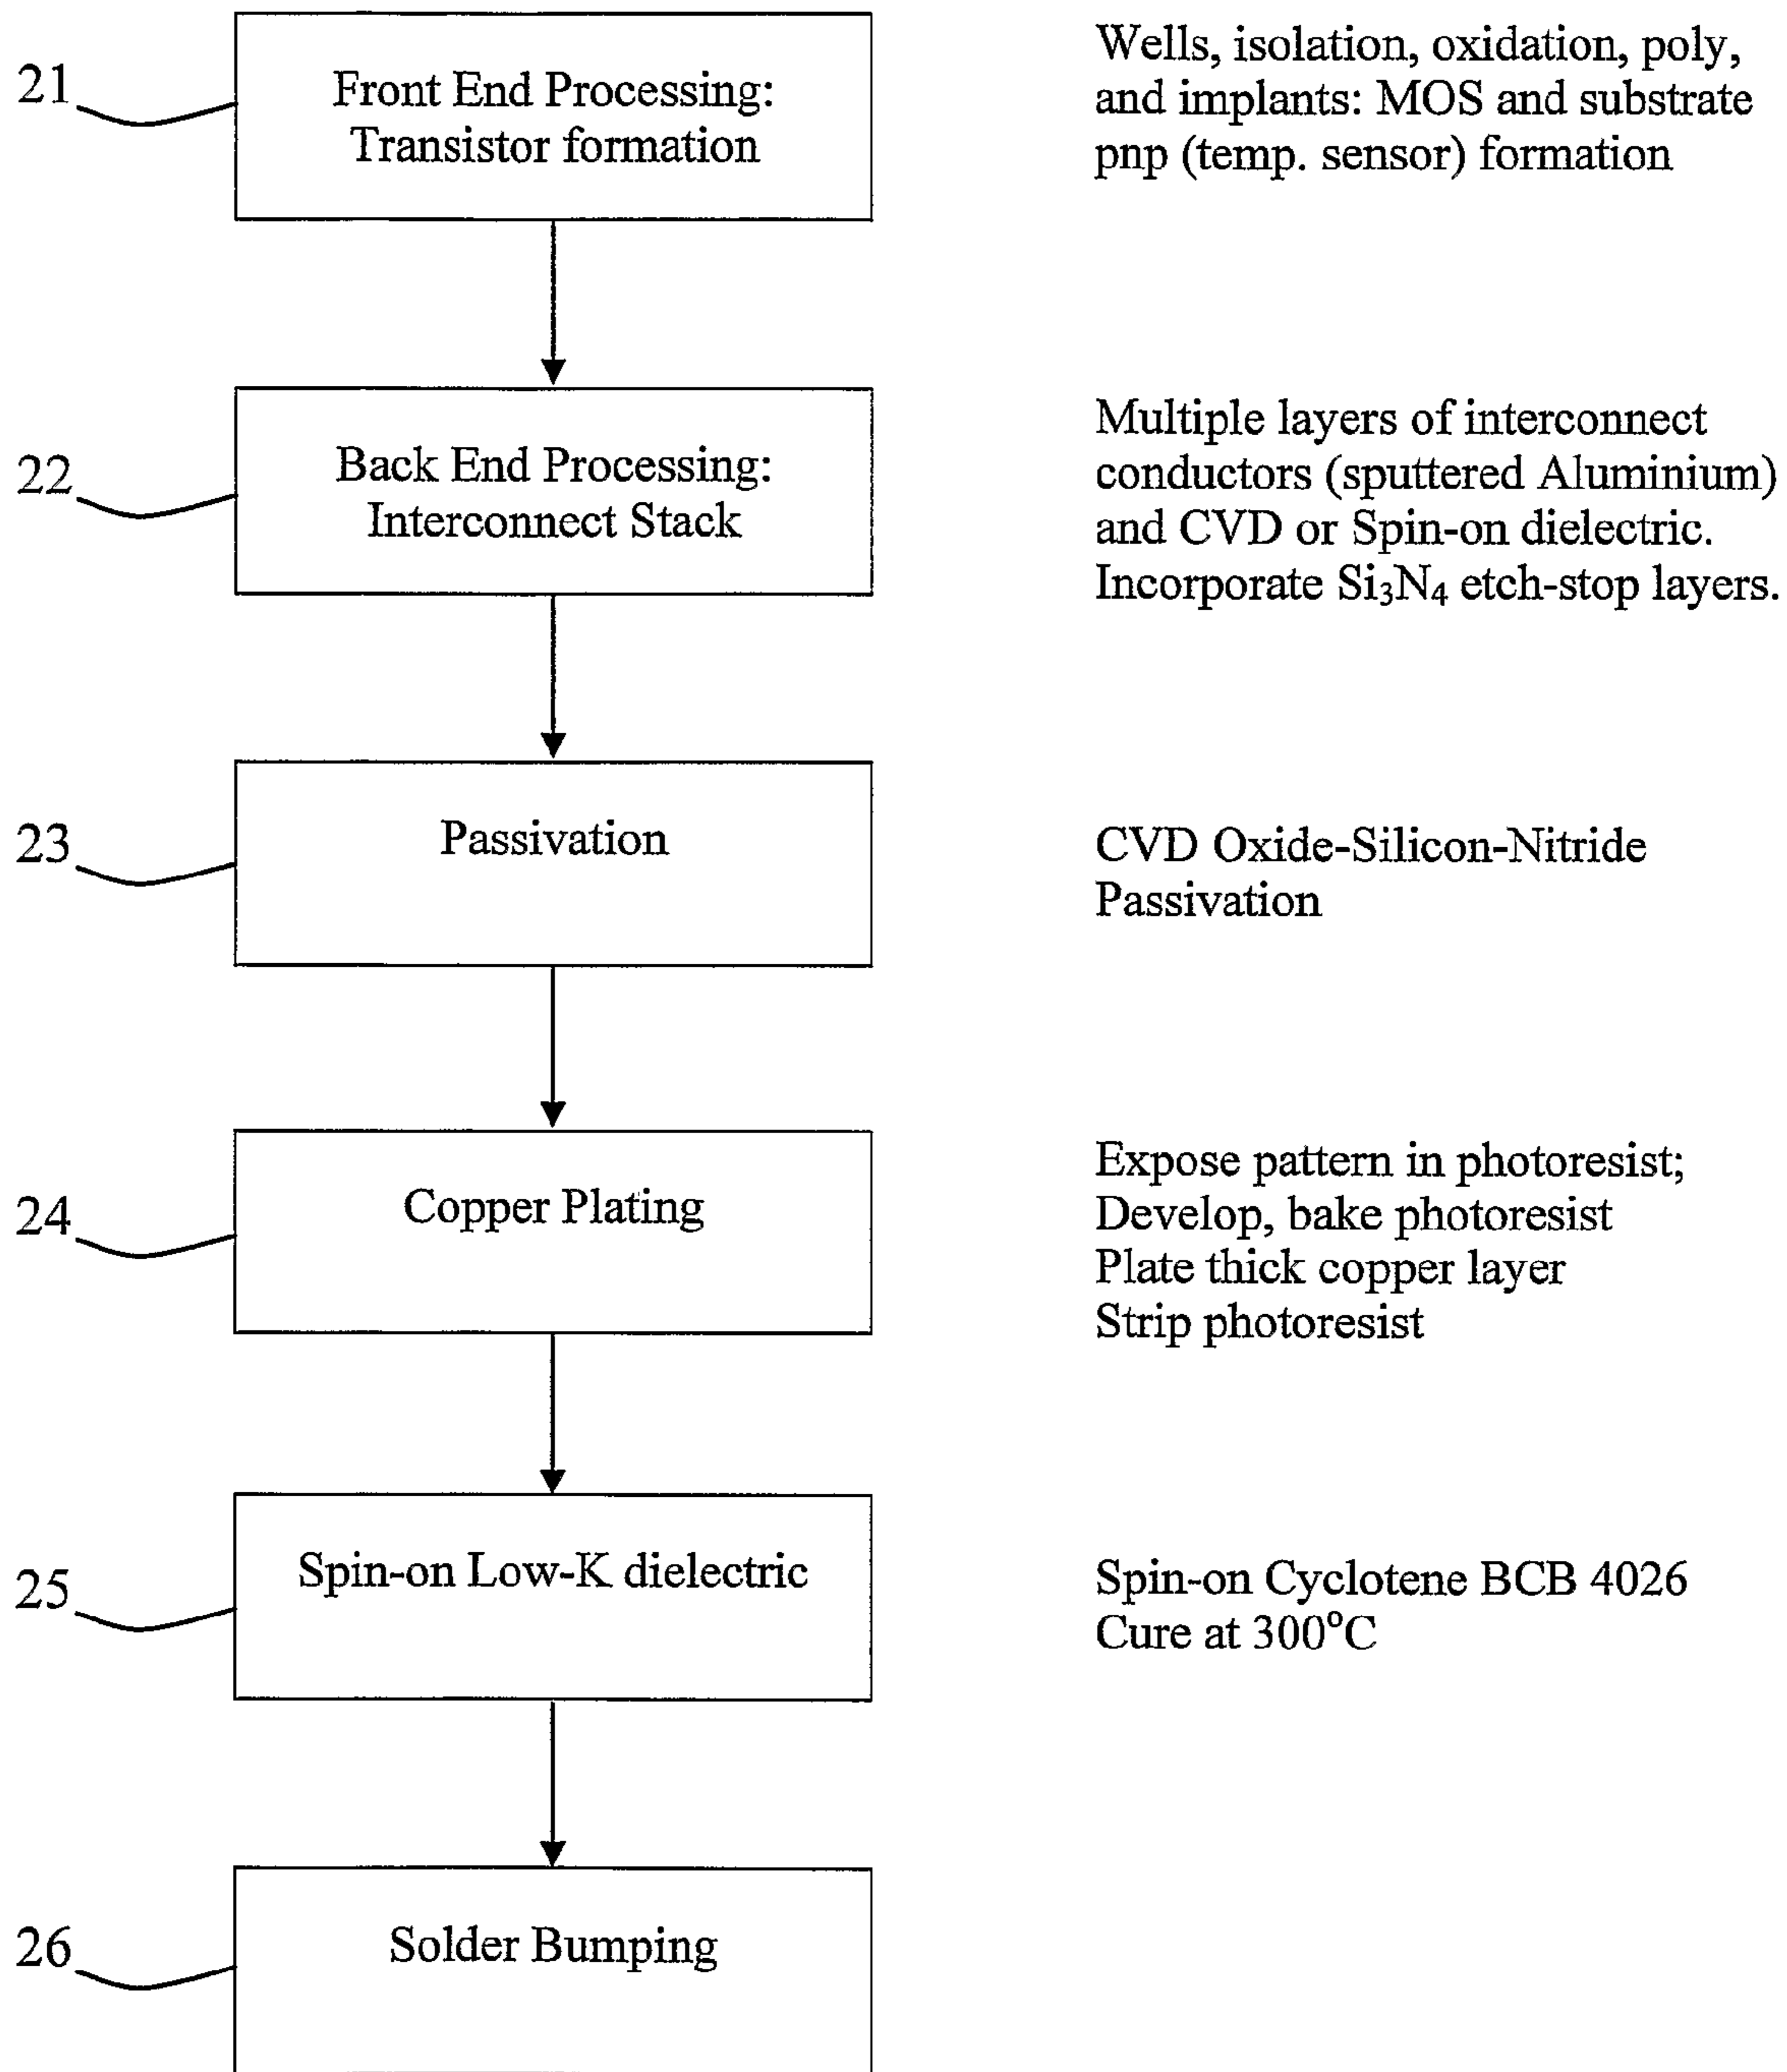 21
Front End Processing:
Transistor formation
Wells, isolation, oxidation, poly,
and implants: MOS and substrate
pnp (temp. sensor) formation
22
Back End Processing:
Interconnect Stack
Multiple layers of interconnect
conductors (sputtered Aluminium)
and CVD or Spin-on dielectric.
Incorporate Si₃N₄ etch-stop layers.
23
Passivation
CVD Oxide-Silicon-Nitride
Passivation
24
Copper Plating
Expose pattern in photoresist;
Develop, bake photoresist
Plate thick copper layer
Strip photoresist
25
Spin-on Low-K dielectric
Spin-on Cyclotene BCB 4026
Cure at 300°C
26
Solder Bumping